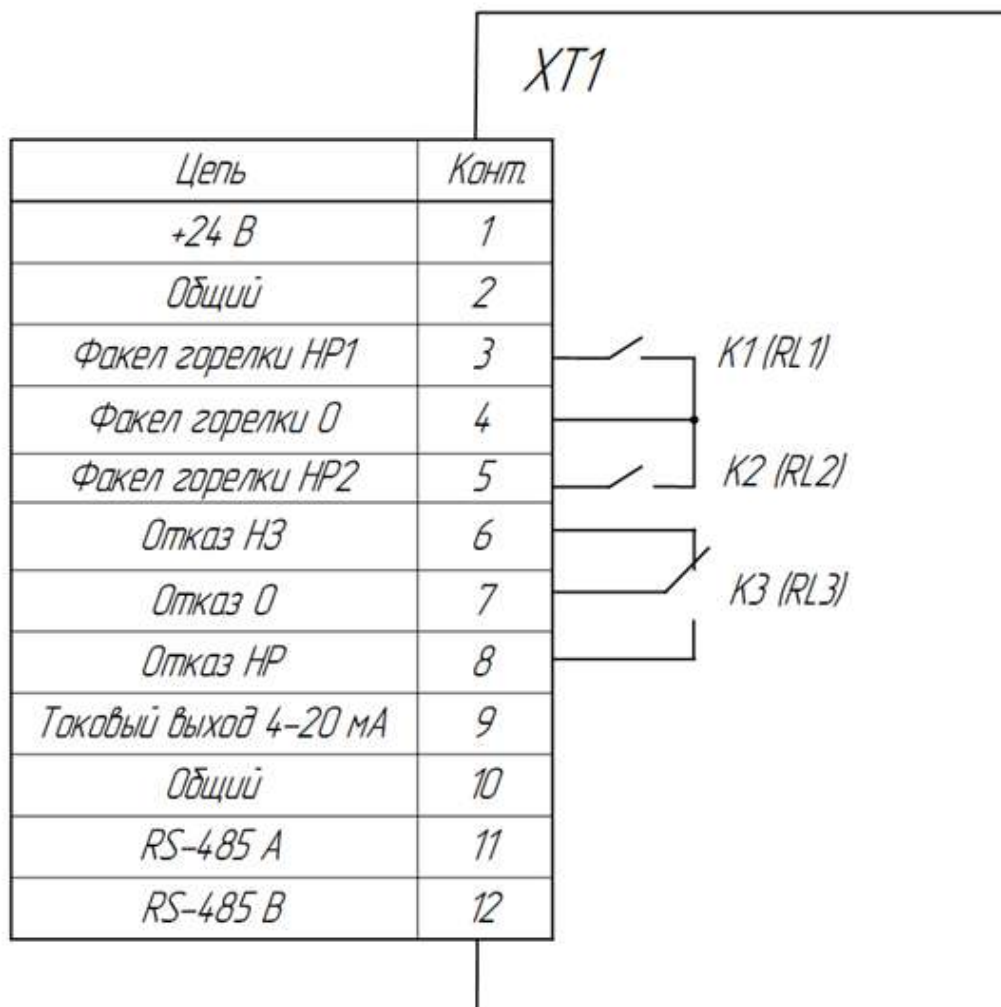 XT1
Цепь Конт.
+24 В 1
Общий 2
Факел горелки НР1 3
K1 (RL1)
Факел горелки О 4
Факел горелки НР2 5
K2 (RL2)
Отказ НЗ 6
Отказ О 7
K3 (RL3)
Отказ НР 8
Токовый выход 4-20 мА 9
Общий 10
RS-485 A 11
RS-485 B 12